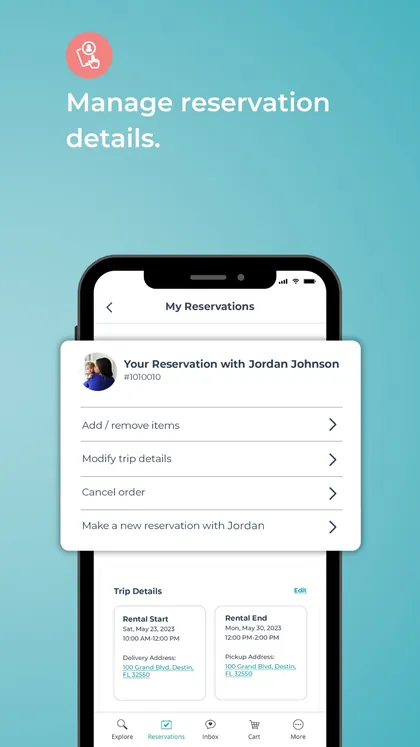 Manage reservation
details.
My Reservations
Your Reservation with Jordan Johnson
#1010010
Add / remove items
Modify trip details
Cancel order
Make a new reservation with Jordan
Trip Details
Edit
Rental Start
Sat, May 23, 2023
10:00 AM-12:00 PM
Delivery Address:
100 Grand Blvd, Destin,
FL 32550
Rental End
Mon, May 30, 2023
12:00 PM-2:00 PM
Pickup Address:
100 Grand Blvd, Destin,
FL 32550
Explore
Reservations
Inbox
Cart
More